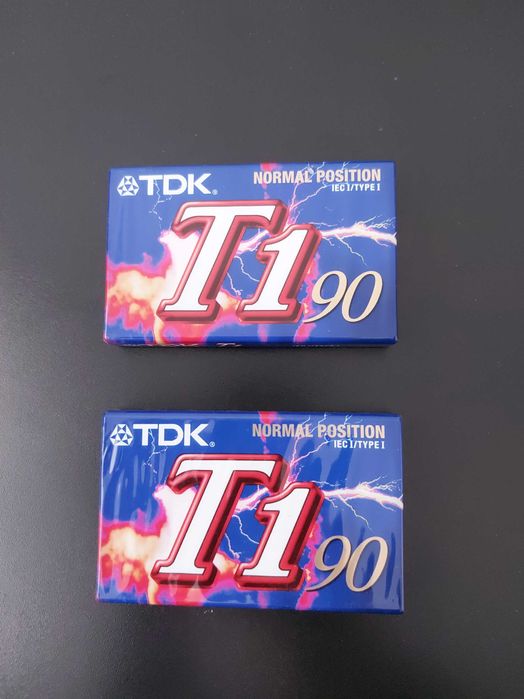 TDK®
NORMAL POSITION
IEC I/TYPE I
T1 90
TDK®
NORMAL POSITION
IEC I/TYPE I
T1 90